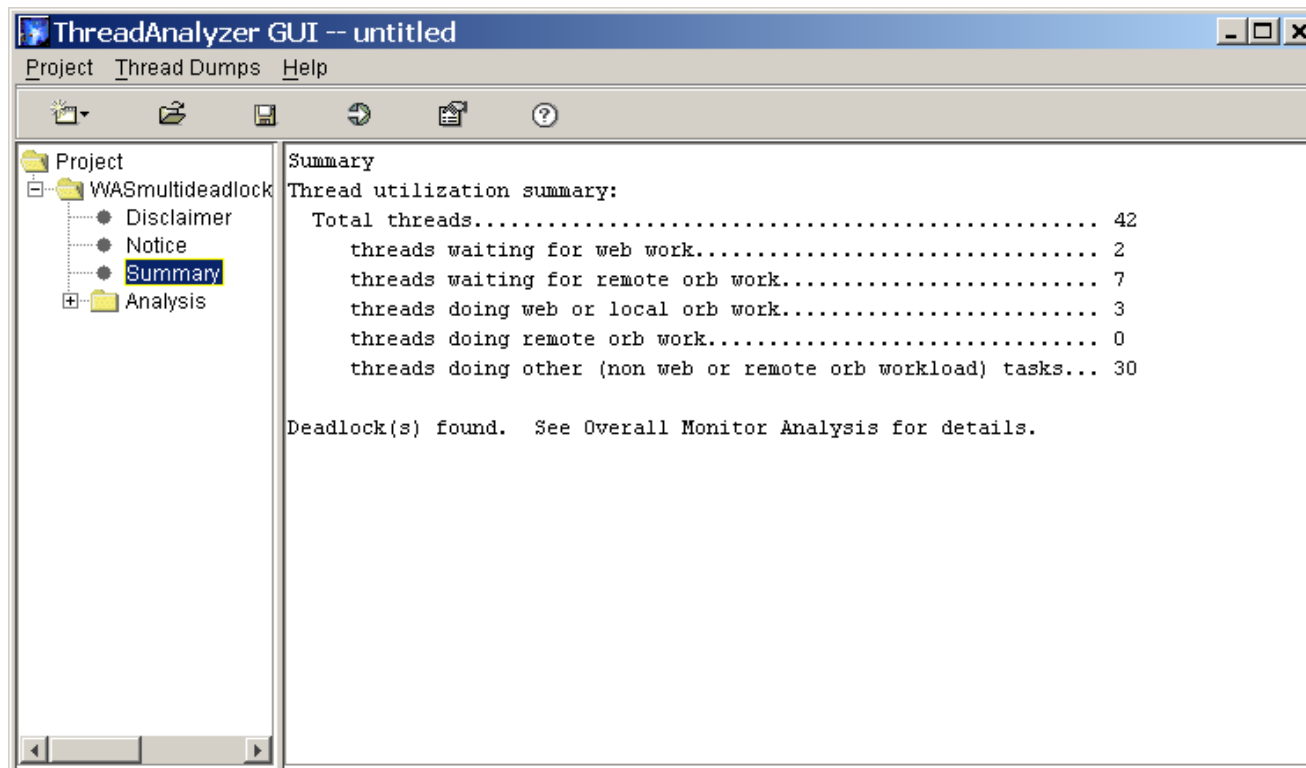 ThreadAnalyzer GUI -- untitled
Project Thread Dumps Help
Project
WASmultideadlock
Disclaimer
Notice
Summary
Analysis
Summary
Thread utilization summary:
Total threads................................................... 42
threads waiting for web work................................. 2
threads waiting for remote orb work.......................... 7
threads doing web or local orb work.......................... 3
threads doing remote orb work................................ 0
threads doing other (non web or remote orb workload) tasks... 30
Deadlock(s) found. See Overall Monitor Analysis for details.